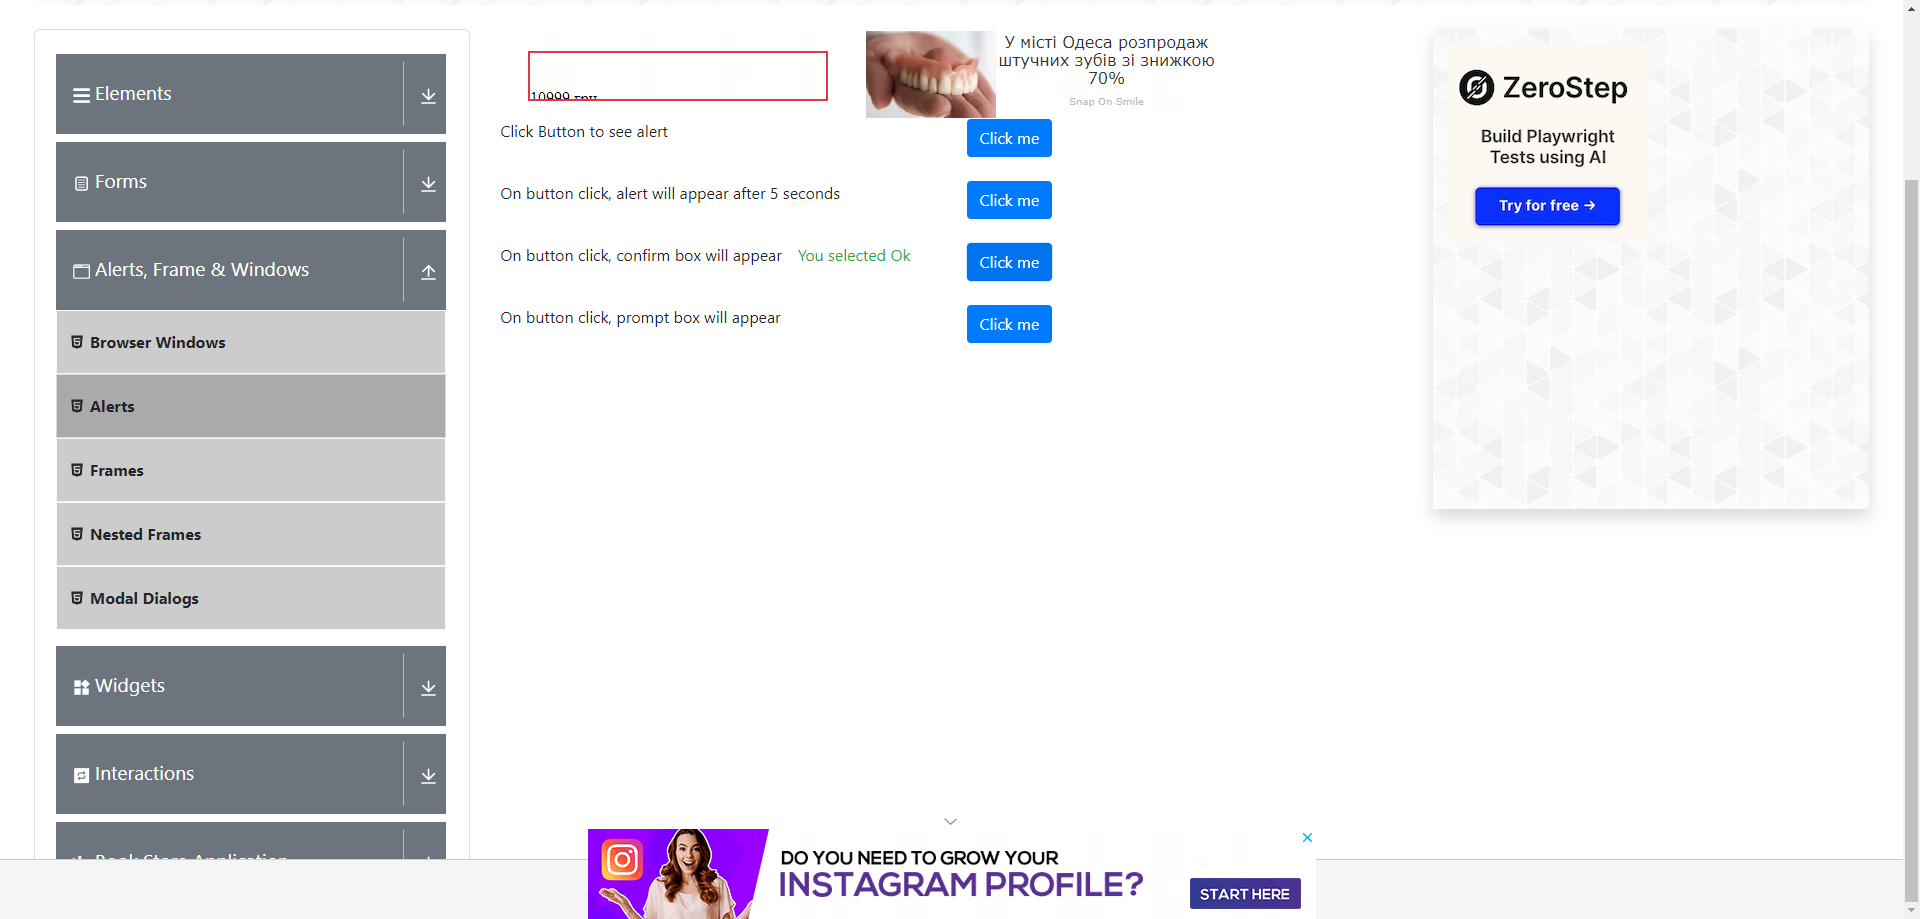 Elements
Forms
Alerts, Frame & Windows
Browser Windows
Alerts
Frames
Nested Frames
Modal Dialogs
Widgets
Interactions
Book Store Application
10999 грн
У місті Одеса розпродаж
штучних зубів зі знижкою
70%
Snap On Smile
Click Button to see alert
Click me
On button click, alert will appear after 5 seconds
Click me
On button click, confirm box will appear You selected Ok
Click me
On button click, prompt box will appear
Click me
ZeroStep
Build Playwright
Tests using AI
Try for free →
DO YOU NEED TO GROW YOUR
INSTAGRAM PROFILE?
START HERE